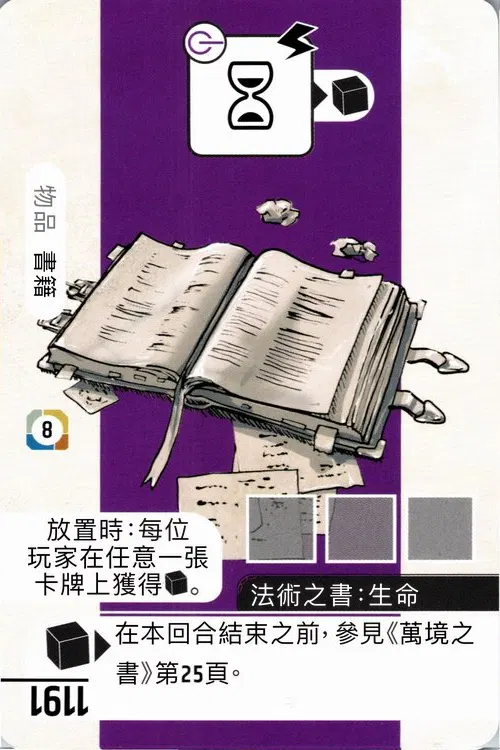 物品 書籍
8
放置時：每位
玩家在任意一張
卡牌上獲得。
法術之書：生命
在本回合結束之前，參見《萬境之
書》第25頁。
1191